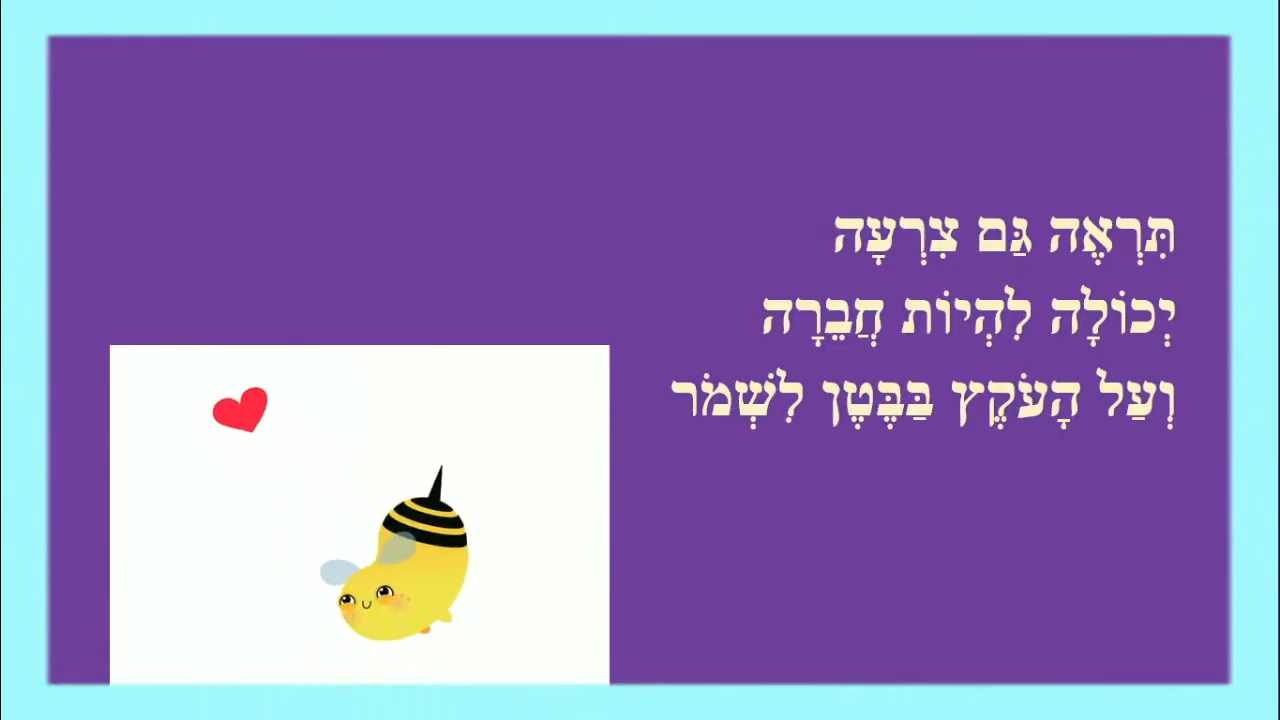 תִּרְאֶה גַּם צִרְעָה
יְכוֹלָה לִהְיוֹת חֲבֵרָה
וְעַל הָעֹקֶץ בַּבֶּטֶן לִשְׁמֹר